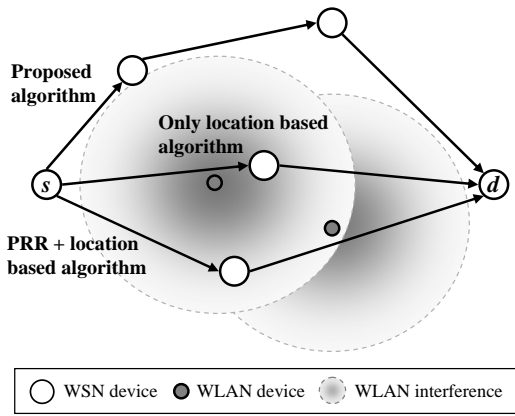 Proposed
algorithm
Only location based
algorithm
s
d
PRR + location
based algorithm
WSN device
WLAN device
WLAN interference